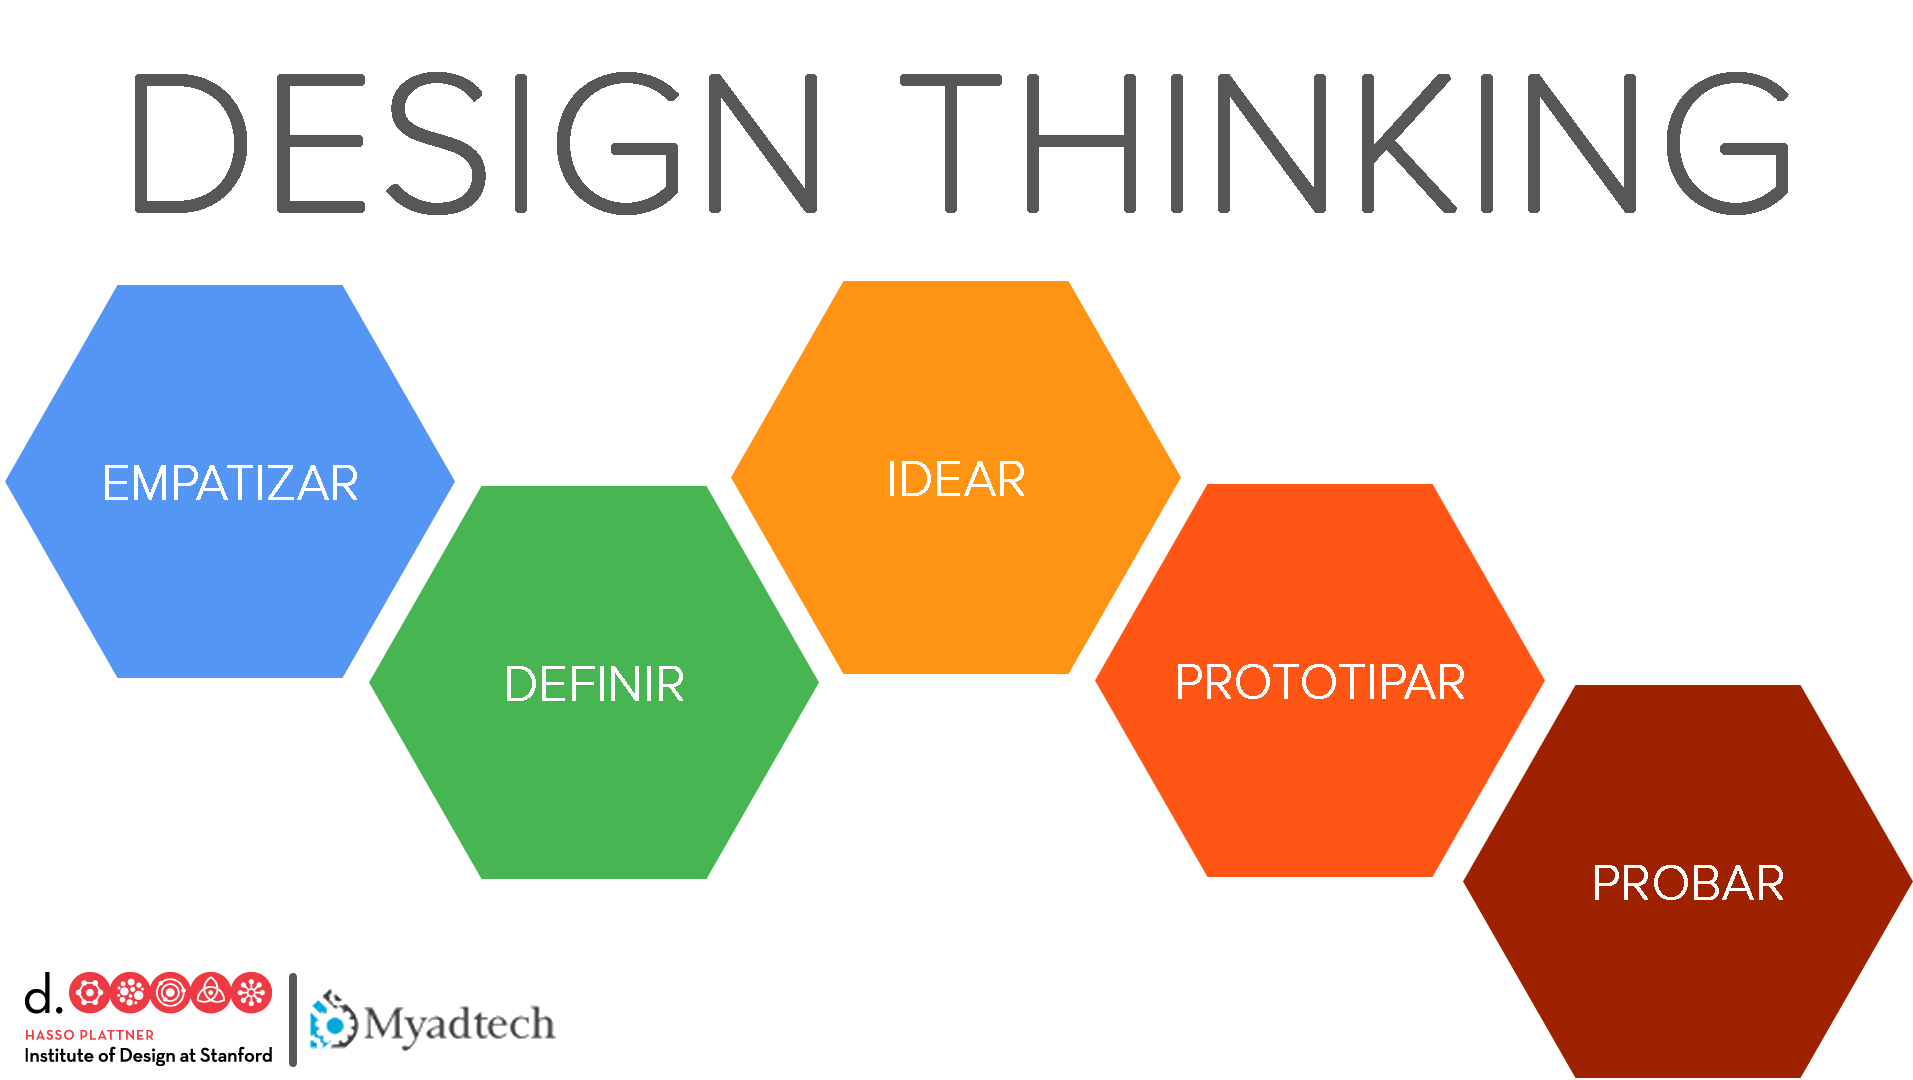 DESIGN THINKING
EMPATIZAR
DEFINIR
IDEAR
PROTOTIPAR
PROBAR
d.
HASSO PLATTNER
Institute of Design at Stanford
Myadtech